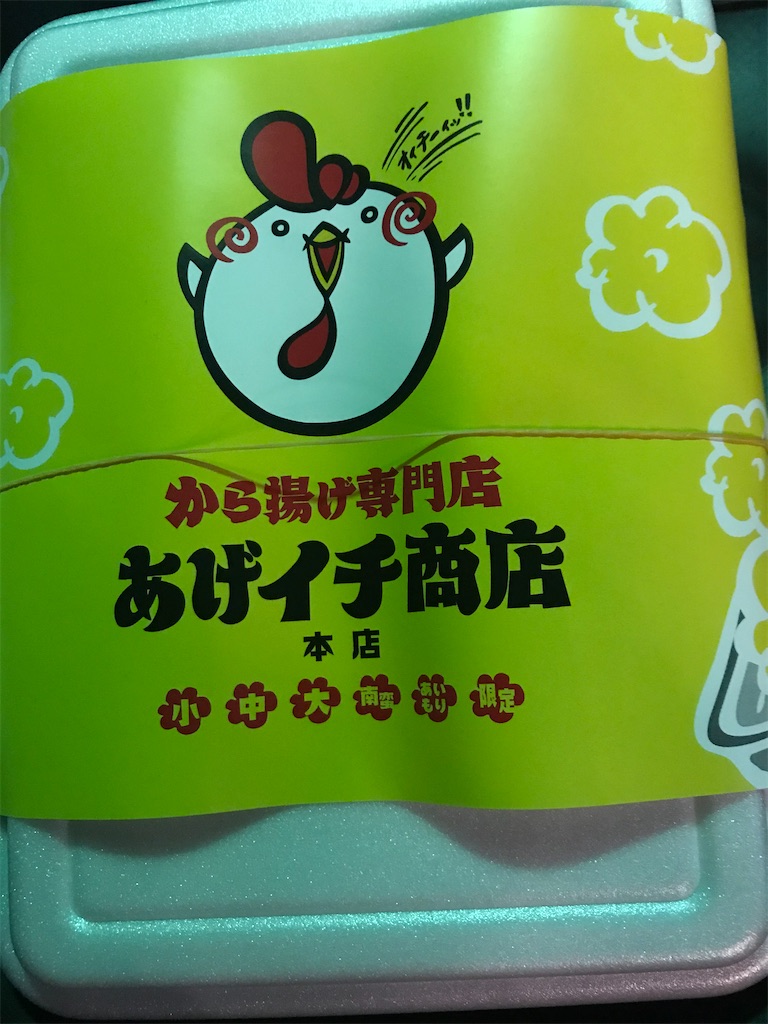 オイチーィッ!!
から揚げ専門店
あげイチ商店
本店
小 中 大 南蛮 あいもり 限定